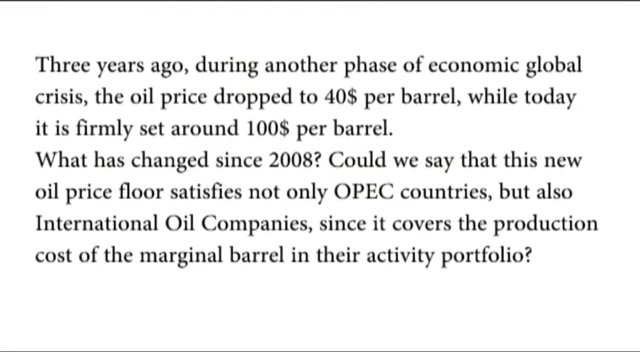 Three years ago, during another phase of economic global
crisis, the oil price dropped to 40$ per barrel, while today
it is firmly set around 100$ per barrel.
What has changed since 2008? Could we say that this new
oil price floor satisfies not only OPEC countries, but also
International Oil Companies, since it covers the production
cost of the marginal barrel in their activity portfolio?